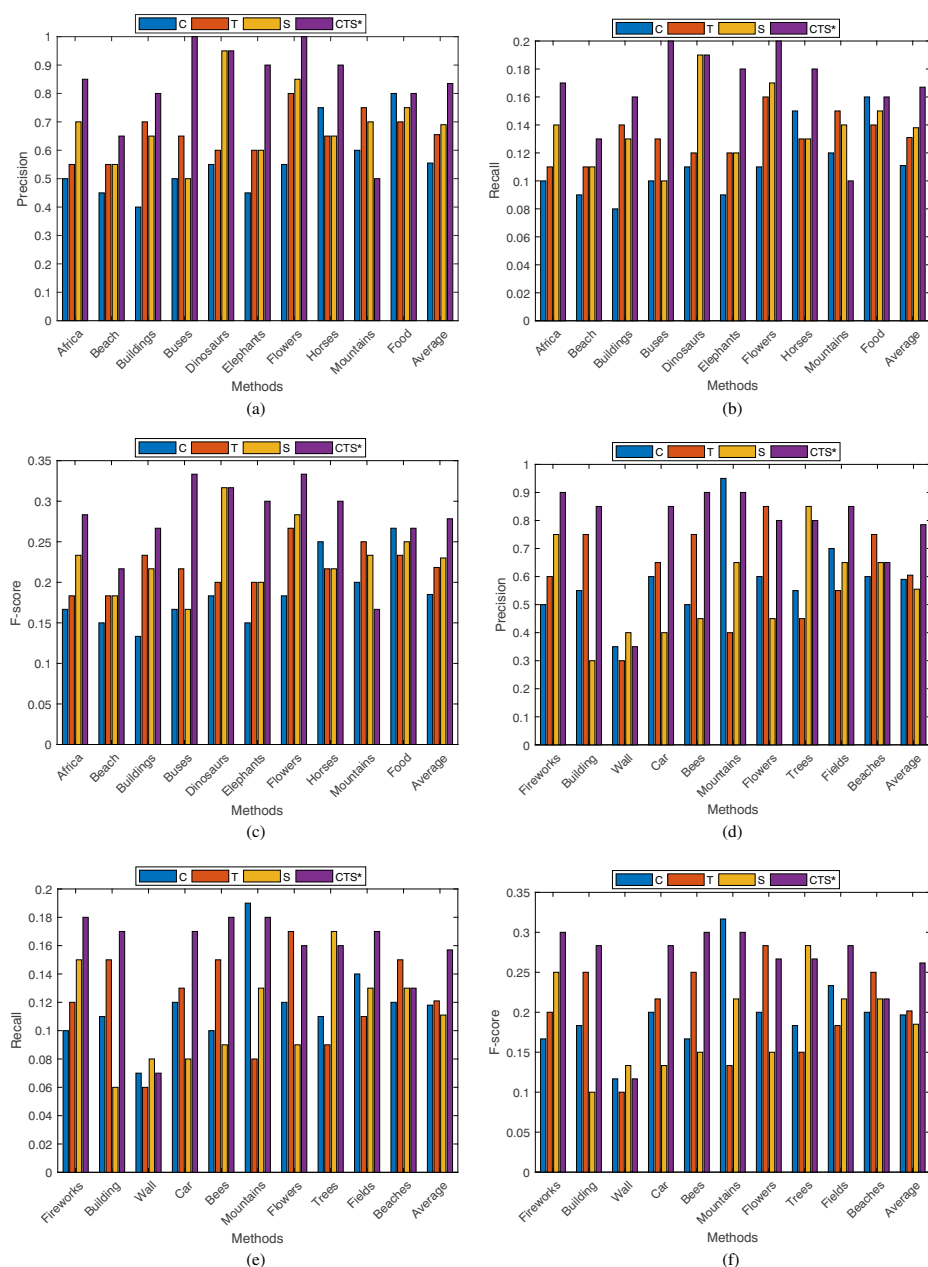 C T S CTS*
1
0.9
0.8
0.7
0.6
0.5
0.4
0.3
0.2
0.1
0
Precision
Africa Beach Buildings Buses Dinosaurs Elephants Flowers Horses Mountains Food Average
Methods
(a)
C T S CTS*
0.2
0.18
0.16
0.14
0.12
0.1
0.08
0.06
0.04
0.02
0
Recall
Africa Beach Buildings Buses Dinosaurs Elephants Flowers Horses Mountains Food Average
Methods
(b)
C T S CTS*
0.35
0.3
0.25
0.2
0.15
0.1
0.05
0
F-score
Africa Beach Buildings Buses Dinosaurs Elephants Flowers Horses Mountains Food Average
Methods
(c)
C T S CTS*
1
0.9
0.8
0.7
0.6
0.5
0.4
0.3
0.2
0.1
0
Precision
Fireworks Building Wall Car Bees Mountains Flowers Trees Fields Beaches Average
Methods
(d)
C T S CTS*
0.2
0.18
0.16
0.14
0.12
0.1
0.08
0.06
0.04
0.02
0
Recall
Fireworks Building Wall Car Bees Mountains Flowers Trees Fields Beaches Average
Methods
(e)
C T S CTS*
0.35
0.3
0.25
0.2
0.15
0.1
0.05
0
F-score
Fireworks Building Wall Car Bees Mountains Flowers Trees Fields Beaches Average
Methods
(f)